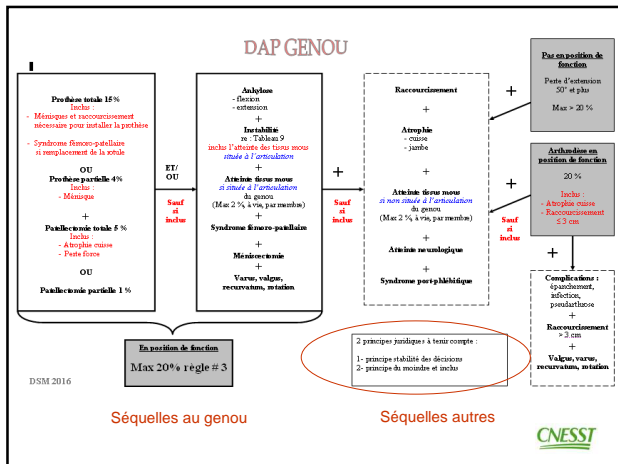 DAP GENOU
Prothèse totale 15 %
Inclus :
- Ménisques et raccourcissement
nécessaire pour installer la prothèse
- Syndrome fémoro-patellaire
si remplacement de la rotule
OU
Prothèse partielle 4%
Inclus :
- Ménisque
+
Patellectomie totale 5 %
Inclus :
- Atrophie cuisse
- Perte force
OU
Patellectomie partielle 1 %
ET/
OU
Sauf
si
inclus
Ankylose
- flexion
- extension
+
Instabilité
re : Tableau 9
inclus l'atteinte des tissus mous
située à l'articulation
+
Atteinte tissus mous
si située à l'articulation
du genou
(Max 2 %, à vie, par membre)
+
Syndrome fémoro-patellaire
+
Méniscectomie
+
Varus, valgus,
recurvatum, rotation
+
Sauf
si
inclus
Raccourcissement
+
Atrophie
- cuisse
- jambe
+
Atteinte tissus mous
si non située à l'articulation
du genou
(Max 2 %, à vie, par membre)
+
Atteinte neurologique
+
Syndrome post-phlébitique
+
Pas en position de
fonction
Perte d'extension
50° et plus
Max > 20 %
+
Sauf
si
inclus
Arthrodèse en
position de fonction
20 %
Inclus :
- Atrophie cuisse
- Raccourcissement
≤ 3 cm
+
Complications :
épanchement,
infection,
pseudarthrose
+
Raccourcissement
> 3 cm
+
Valgus, varus,
recurvatum, rotation
En position de fonction
Max 20% règle # 3
2 principes juridiques à tenir compte :
1- principe stabilité des décisions
2- principe du moindre et inclus
DSM 2016
Séquelles au genou
Séquelles autres
CNESST